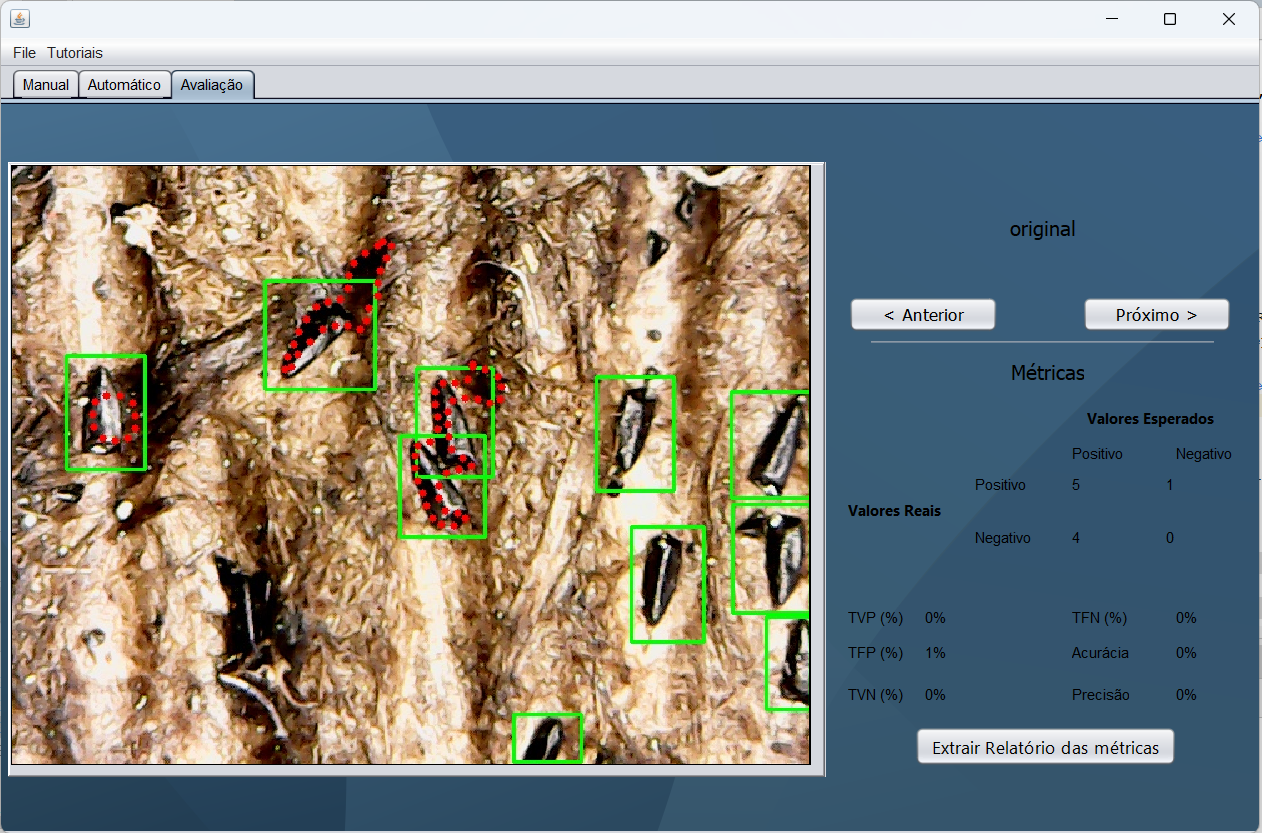 File Tutoriais
Manual Automático Avaliação
original
< Anterior Próximo >
Métricas
Valores Esperados
Positivo Negativo
Positivo 5 1
Valores Reais
Negativo 4 0
TVP (%) 0% TFN (%) 0%
TFP (%) 1% Acurácia 0%
TVN (%) 0% Precisão 0%
Extrair Relatório das métricas